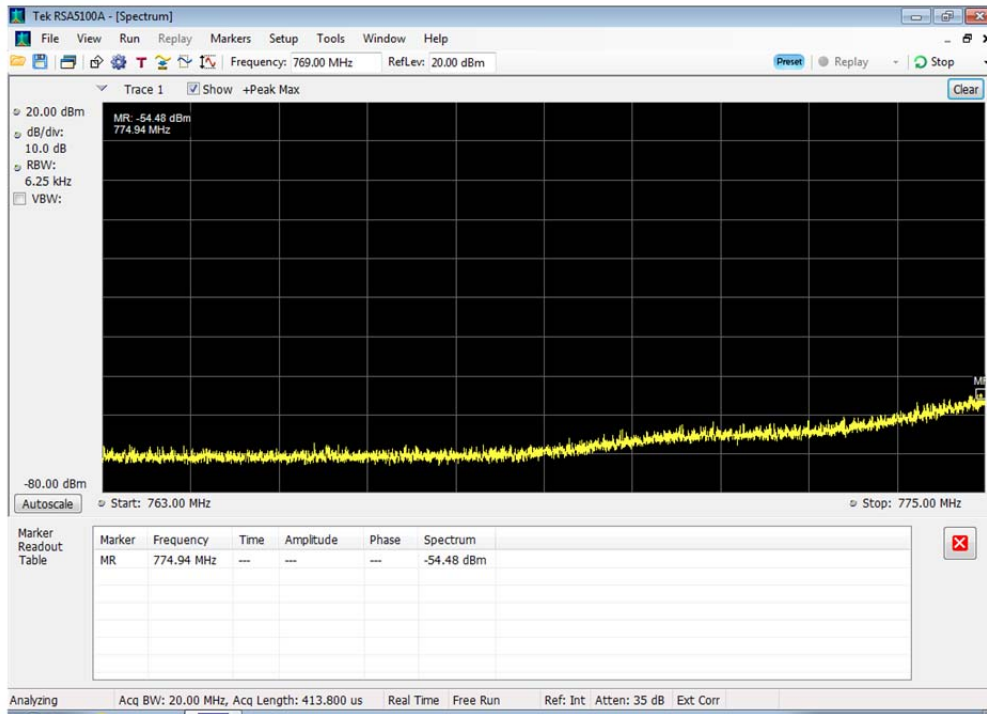 Tek RSA5100A - [Spectrum]
File View Run Replay Markers Setup Tools Window Help
T Frequency: 769.00 MHz RefLev: 20.00 dBm Preset Replay Stop
Trace 1 Show +Peak Max Clear
20.00 dBm
MR: -54.48 dBm
774.94 MHz
dB/div:
10.0 dB
RBW:
6.25 kHz
VBW:
MR
-80.00 dBm
Autoscale Start: 763.00 MHz Stop: 775.00 MHz
Marker
Readout
Table
Marker Frequency Time Amplitude Phase Spectrum
MR 774.94 MHz --- --- --- -54.48 dBm
Analyzing Acq BW: 20.00 MHz, Acq Length: 413.800 us Real Time Free Run Ref: Int Atten: 35 dB Ext Corr